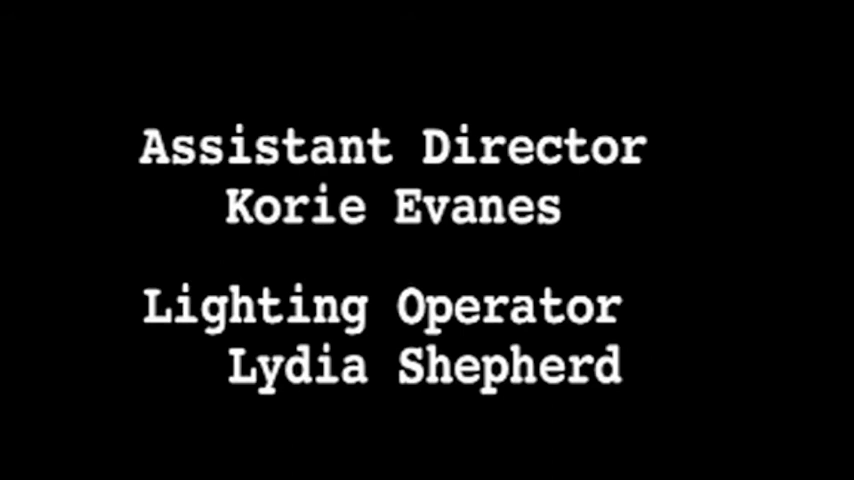 Assistant Director
Korie Evanes
Lighting Operator
Lydia Shepherd